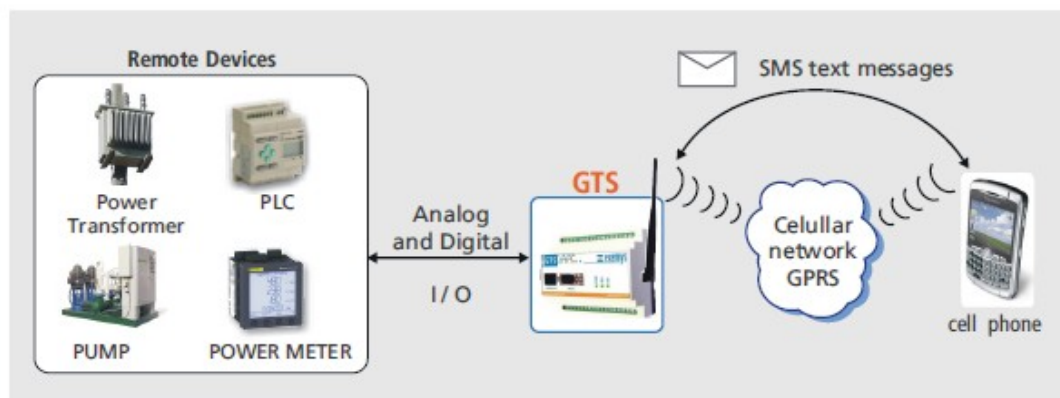 Remote Devices
SMS text messages
Power
Transformer
PLC
GTS
Analog
and Digital
I / O
Celullar
network
GPRS
PUMP
POWER METER
cell phone
GTS